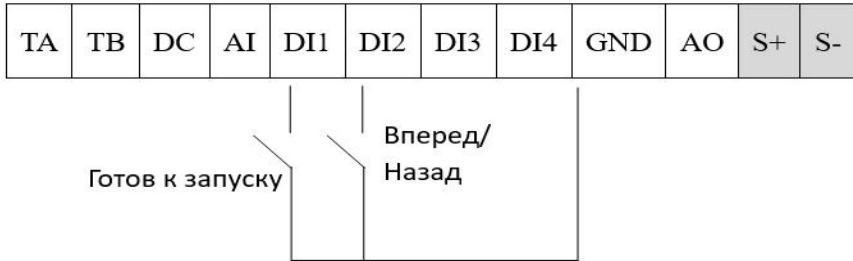 TA TB DC AI DI1 DI2 DI3 DI4 GND AO S+ S-
Вперед/
Назад
Готов к запуску